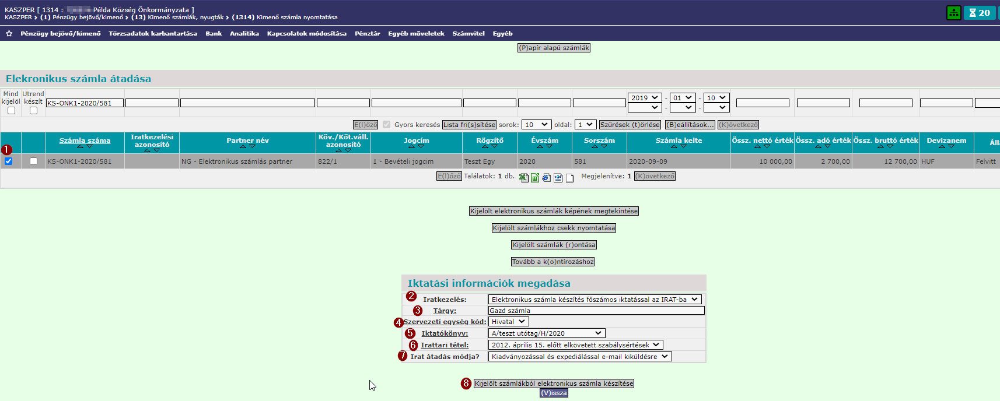 KASZPER [ 1314 : Példa Község Önkormányzata ]
KASZPER > (1) Pénzügy bejövő/kimenő > (13) Kimenő számlák, nyugták > (1314) Kimenő számla nyomtatása
20
Pénzügy bejövő/kimenő Törzsadatok karbantartása Bank Analitika Kapcsolatok módosítása Pénztár Egyéb műveletek Számvitel Egyéb
(P)apír alapú számlák
Elekronikus számla átadása
Mind kijelöl Utrend készít KS-ONK1-2020/581 2019 - 01 - 10
- -
E(l)őző Gyors keresés Lista fri(s)sítése sorok: 10 oldal: 1 Szűrések (t)örlése (B)eállítások... (K)övetkező
Számla száma Iratkezelési azonosító Partner név Köv./Köt.váll. azonosító Jogcím Rögzítő Évszám Sorszám Számla kelte Össz. nettó érték Össz. adó érték Össz. bruttó érték Devizanem Áll
1
KS-ONK1-2020/581 NG - Elektronikus számlás partner 822/1 1 - Bevételi jogcim Teszt Egy 2020 581 2020-09-09 10 000,00 2 700,00 12 700,00 HUF Felvitt
E(l)őző Találatok: 1 db. Megjelenítve: 1 (K)övetkező
Kijelölt elektronikus számlák képének megtekintése
Kijelölt számlákhoz csekk nyomtatása
Kijelölt számlák (r)ontása
Tovább a k(o)ntírozáshoz
Iktatási információk megadása
2 Iratkezelés: Elektronikus számla készítés főszámos iktatással az IRAT-ba
3 Tárgy: Gazd számla
4 Szervezeti egység kód: Hivatal
5 Iktatókönyv: A/teszt utótag/H/2020
6 Irattari tétel: 2012. április 15. előtt elkövetett szabálysértések
7 Irat átadás módja? Kiadványozással és expediálással e-mail kiküldésre
8 Kijelölt számlákból elektronikus számla készítése
(V)issza